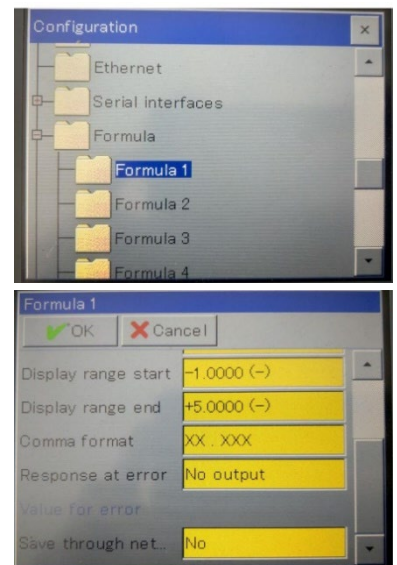 Configuration
Ethernet
Serial interfaces
Formula
Formula 1
Formula 2
Formula 3
Formula 4
Formula 1
OK Cancel
Display range start -1.0000 (-)
Display range end +5.0000 (-)
Comma format XX . XXX
Response at error No output
Value for error
Save through net.. No